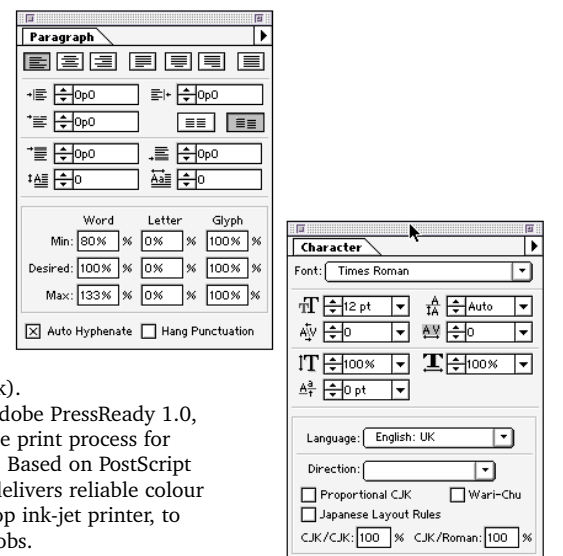 Paragraph
0p0 0p0
0p0
0p0 0p0
0 0
Word Letter Glyph
Min: 80% % 0% % 100% %
Desired: 100% % 0% % 100% %
Max: 133% % 0% % 100% %
Auto Hyphenate Hang Punctuation
k).
dobe PressReady 1.0,
e print process for
. Based on PostScript
delivers reliable colour
op ink-jet printer, to
obs.
Character
Font: Times Roman
12 pt Auto
0 0
100% 100%
0 pt
Language: English: UK
Direction:
Proportional CJK Wari-Chu
Japanese Layout Rules
CJK/CJK: 100 % CJK/Roman: 100 %